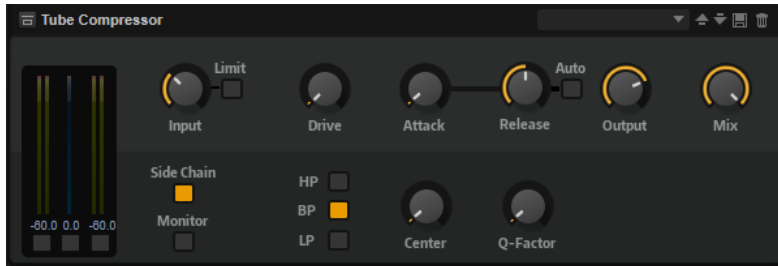 Tube Compressor
Limit
Auto
Input
Drive
Attack
Release
Output
Mix
Side Chain
HP
BP
Monitor
-60.0 0.0 -60.0
LP
Center
Q-Factor